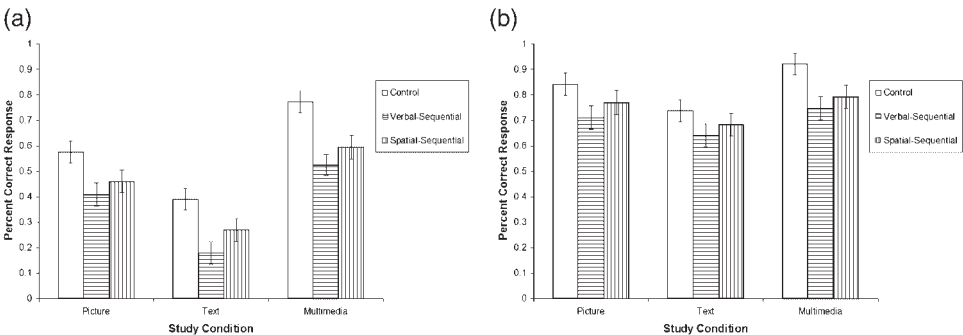 (a)
1
0.9
0.8
0.7
0.6
0.5
0.4
0.3
0.2
0.1
0
Percent Correct Response
Picture Text Multimedia
Study Condition
Control
Verbal-Sequential
Spatial-Sequential
(b)
1
0.9
0.8
0.7
0.6
0.5
0.4
0.3
0.2
0.1
0
Percent Correct Response
Picture Text Multimedia
Study Condition
Control
Verbal-Sequential
Spatial-Sequential